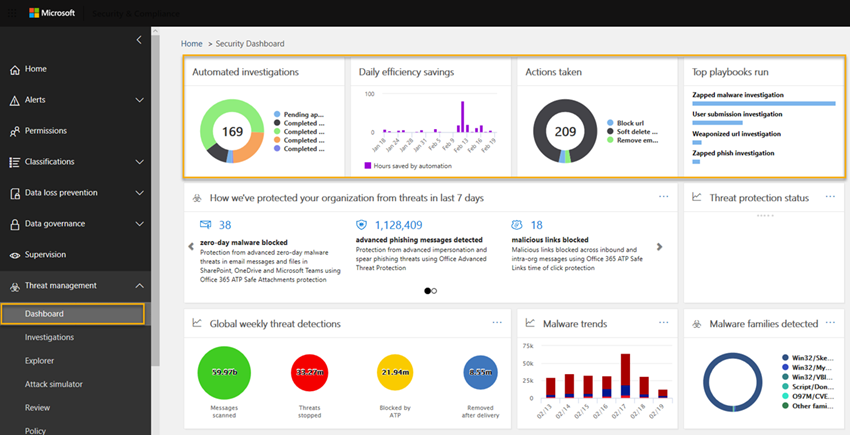 Microsoft
Home > Security Dashboard
Home
Alerts
Permissions
Classifications
Data loss prevention
Data governance
Supervision
Threat management
Dashboard
Investigations
Explorer
Attack simulator
Review
Policy
Automated investigations
169
Pending ap...
Completed ...
Completed ...
Completed ...
Completed ...
Daily efficiency savings
100
0
Jan 18
Jan 24
Jan 30
Feb 5
Feb 9
Feb 13
Feb 16
Feb 19
Hours saved by automation
Actions taken
209
Block url
Soft delete ...
Remove em...
Top playbooks run
Zapped malware investigation
User submission investigation
Weaponized url investigation
Zapped phish investigation
How we've protected your organization from threats in last 7 days
38
zero-day malware blocked
Protection from advanced zero-day malware
threats in email messages and files in
SharePoint, OneDrive and Microsoft Teams using
Office 365 ATP Safe Attachments protection
1,128,409
advanced phishing messages detected
Protection from advanced impersonation and
spear phishing threats using Office Advanced
Threat Protection
18
malicious links blocked
Malicious links blocked across inbound and
intra-org messages using Office 365 ATP Safe
Links time of click protection
Threat protection status
Global weekly threat detections
59.97b
Messages
scanned
33.27m
Threats
stopped
21.94m
Blocked by
ATP
8.55m
Removed
after delivery
Malware trends
75k
50k
25k
0
02/13
02/14
02/15
02/16
02/17
02/18
02/19
Malware families detected
Win32/Ske...
Win32/My...
Win32/VBI...
Script/Don...
O97M/CVE...
Other fami...